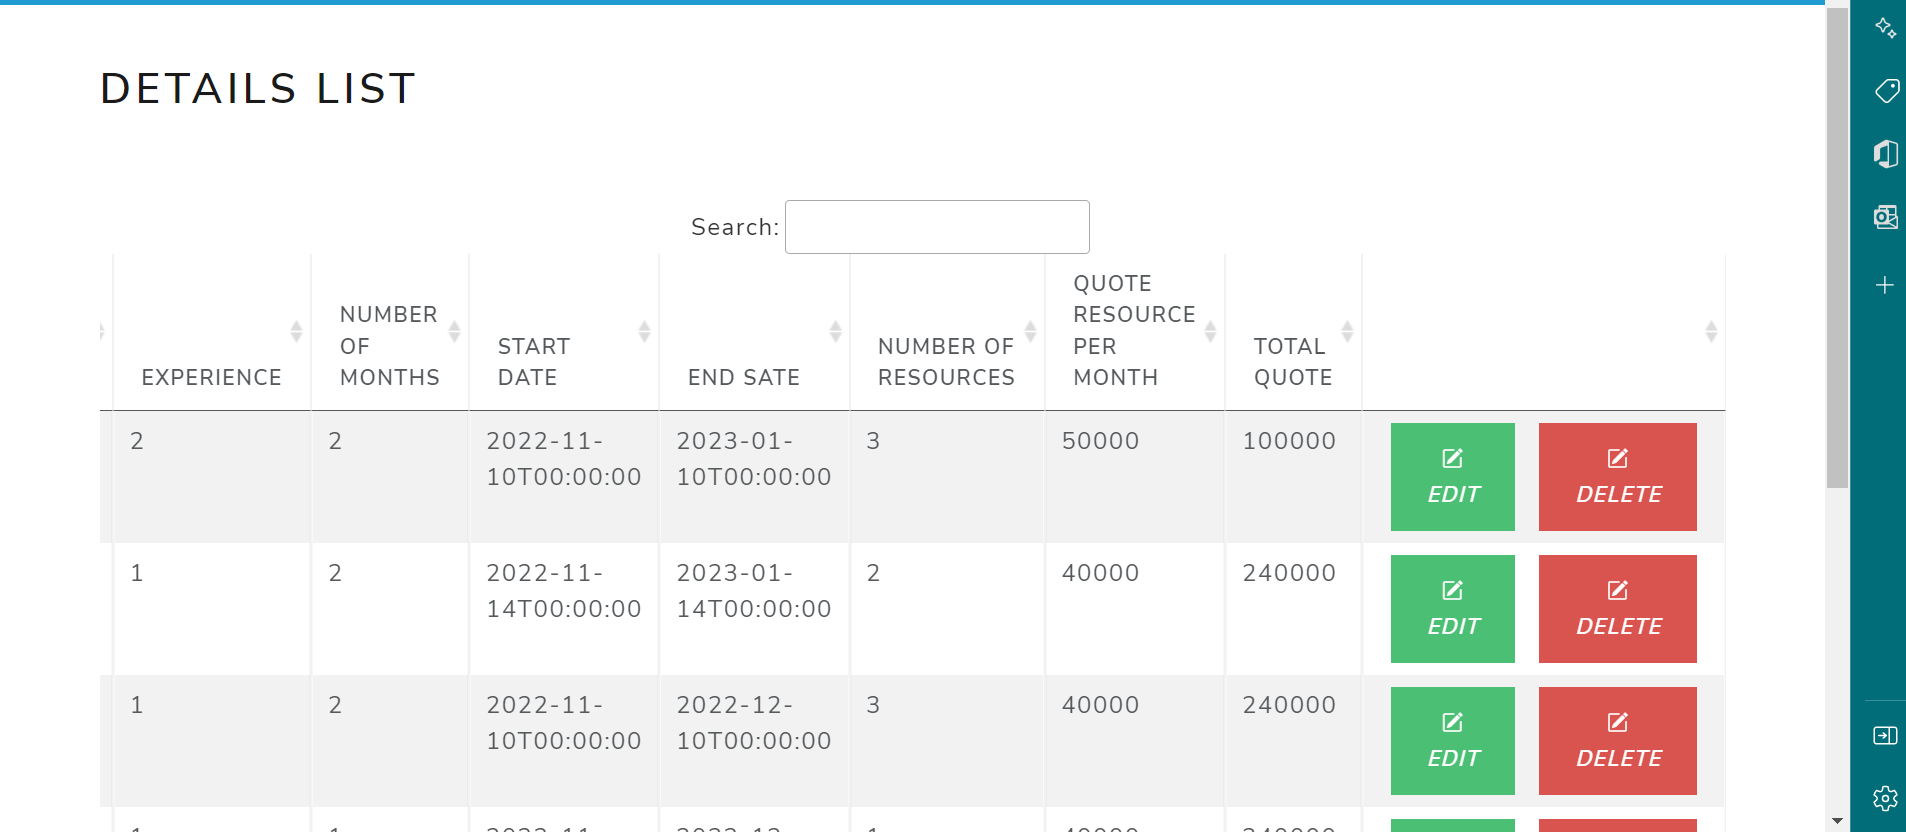 DETAILS LIST
Search:
EXPERIENCE
NUMBER
OF
MONTHS
START
DATE
END SATE
NUMBER OF
RESOURCES
QUOTE
RESOURCE
PER
MONTH
TOTAL
QUOTE
2
2
2022-11-
10T00:00:00
2023-01-
10T00:00:00
3
50000
100000
EDIT
DELETE
1
2
2022-11-
14T00:00:00
2023-01-
14T00:00:00
2
40000
240000
EDIT
DELETE
1
2
2022-11-
10T00:00:00
2022-12-
10T00:00:00
3
40000
240000
EDIT
DELETE